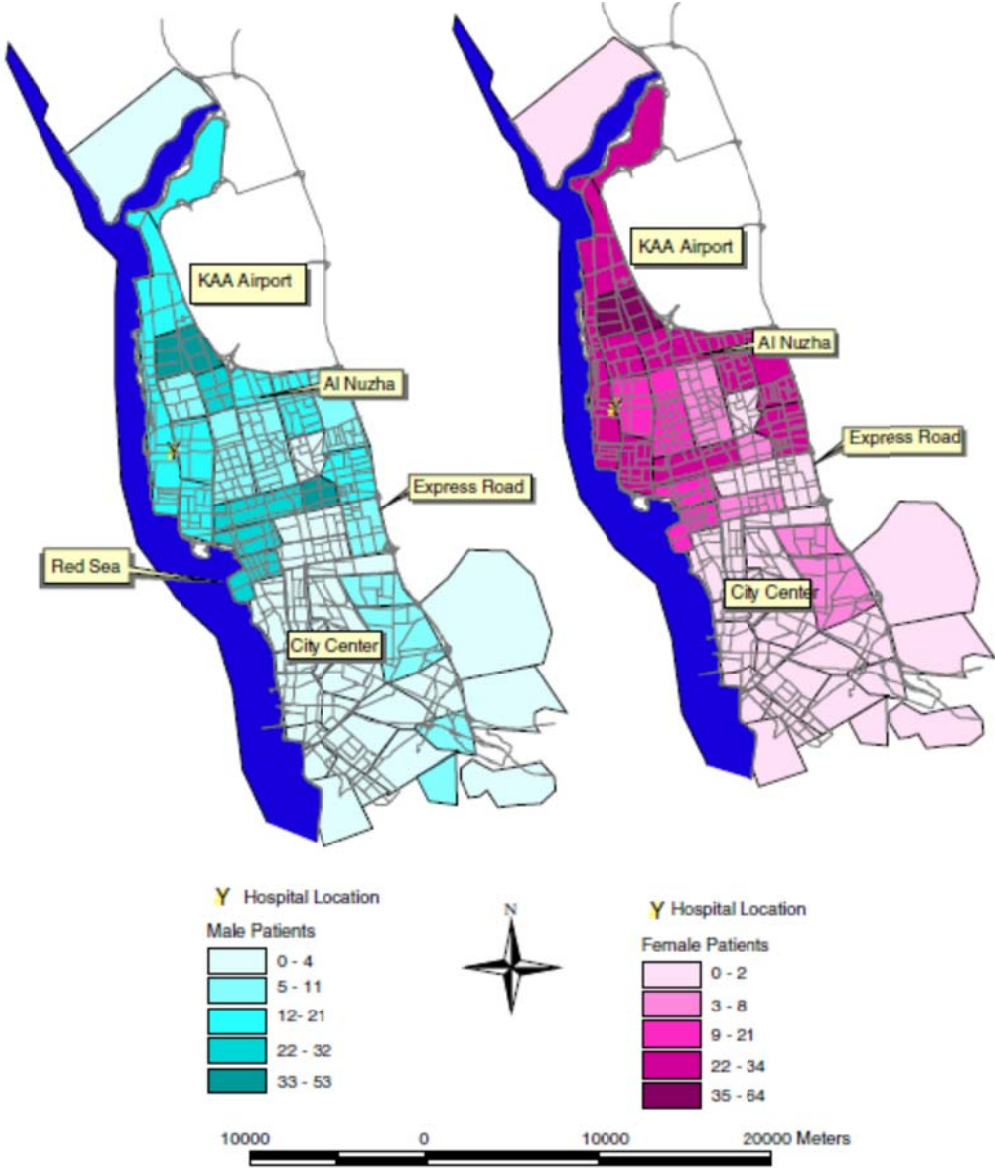 KAA Airport
Al Nuzha
Express Road
Red Sea
City Center
KAA Airport
Al Nuzha
Express Road
City Center
Y Hospital Location
Male Patients
0 - 4
5 - 11
12- 21
22 - 32
33 - 53
N
Y Hospital Location
Female Patients
0 - 2
3 - 8
9 - 21
22 - 34
35 - 64
10000 0 10000 20000 Meters